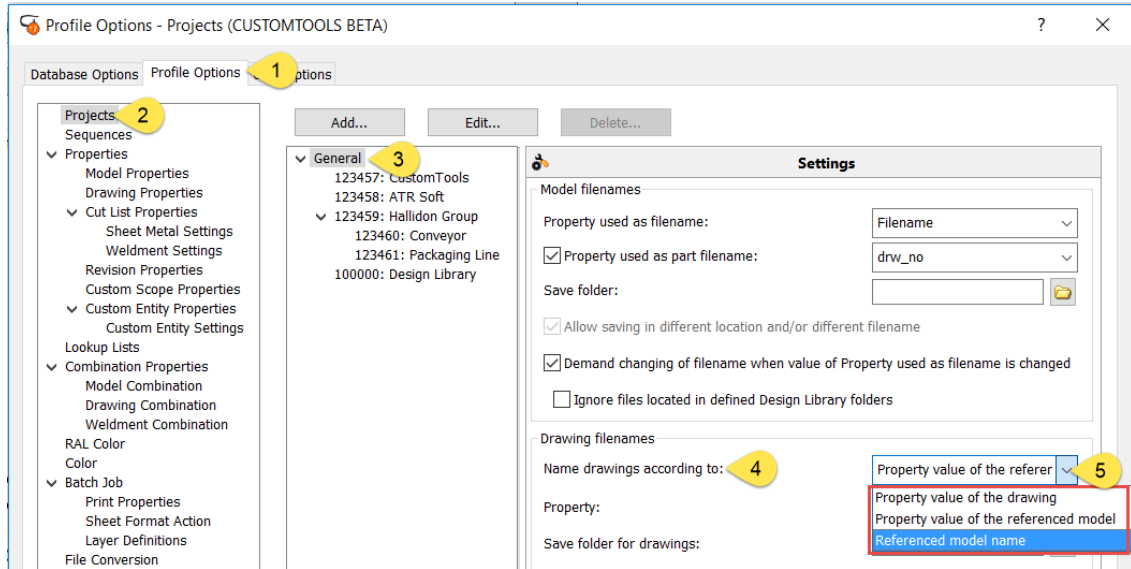 Profile Options - Projects (CUSTOMTOOLS BETA)
?
Database Options
Profile Options
1
ptions
Projects
2
Sequences
Properties
Model Properties
Drawing Properties
Cut List Properties
Sheet Metal Settings
Weldment Settings
Revision Properties
Custom Scope Properties
Custom Entity Properties
Custom Entity Settings
Lookup Lists
Combination Properties
Model Combination
Drawing Combination
Weldment Combination
RAL Color
Color
Batch Job
Print Properties
Sheet Format Action
Layer Definitions
File Conversion
Add...
Edit...
Delete...
General
3
123457: CustomTools
123458: ATR Soft
123459: Hallidon Group
123460: Conveyor
123461: Packaging Line
100000: Design Library
Settings
Model filenames
Property used as filename:
Filename
Property used as part filename:
drw_no
Save folder:
Allow saving in different location and/or different filename
Demand changing of filename when value of Property used as filename is changed
Ignore files located in defined Design Library folders
Drawing filenames
Name drawings according to:
4
Property value of the referer
5
Property:
Property value of the drawing
Property value of the referenced model
Referenced model name
Save folder for drawings: